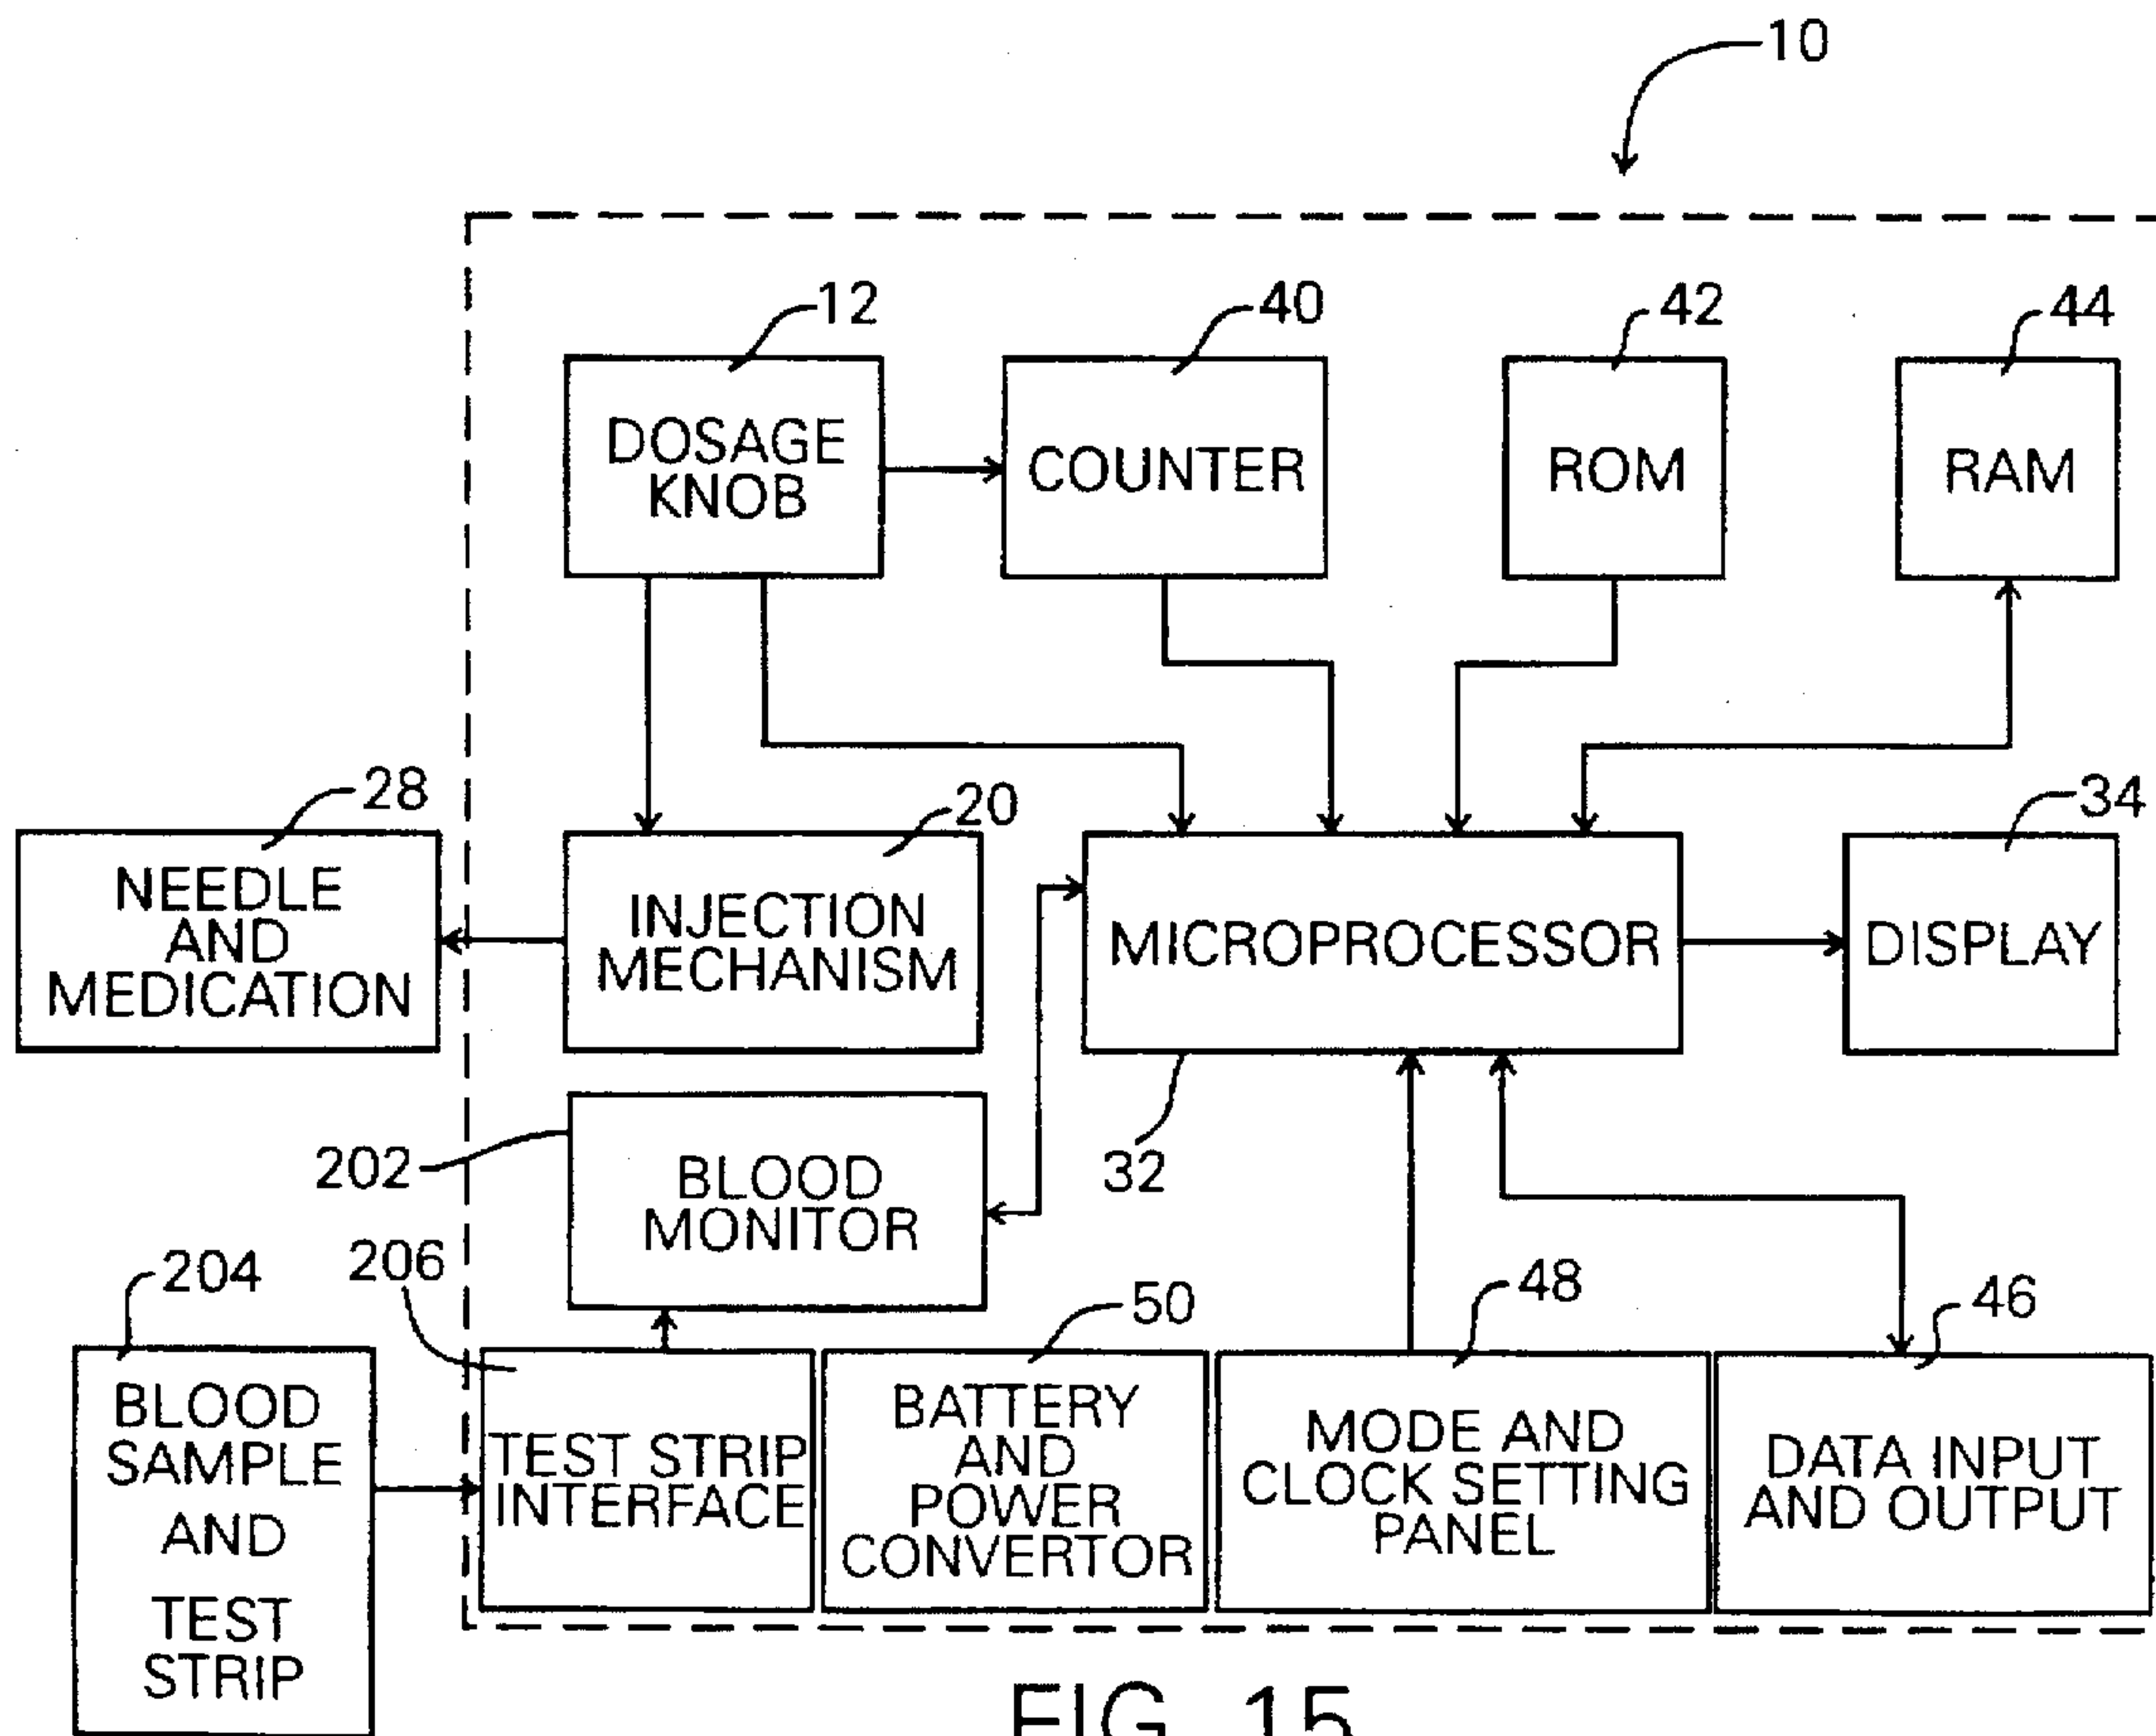 10
12
40
42
44
DOSAGE
KNOB
COUNTER
ROM
RAM
28
20
34
NEEDLE
AND
MEDICATION
INJECTION
MECHANISM
MICROPROCESSOR
DISPLAY
202
BLOOD
MONITOR
32
204
206
50
48
46
BLOOD
SAMPLE
AND
TEST
STRIP
TEST STRIP
INTERFACE
BATTERY
AND
POWER
CONVERTOR
MODE AND
CLOCK SETTING
PANEL
DATA INPUT
AND OUTPUT
FIG. 15